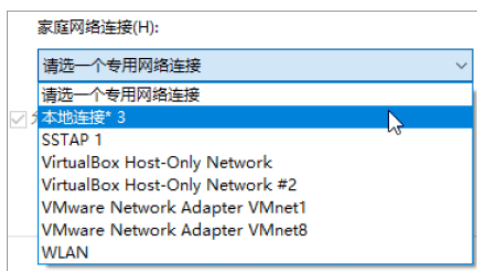 家庭网络连接(H):
请选一个专用网络连接
请选一个专用网络连接
本地连接* 3
SSTAP 1
VirtualBox Host-Only Network
VirtualBox Host-Only Network #2
VMware Network Adapter VMnet1
VMware Network Adapter VMnet8
WLAN